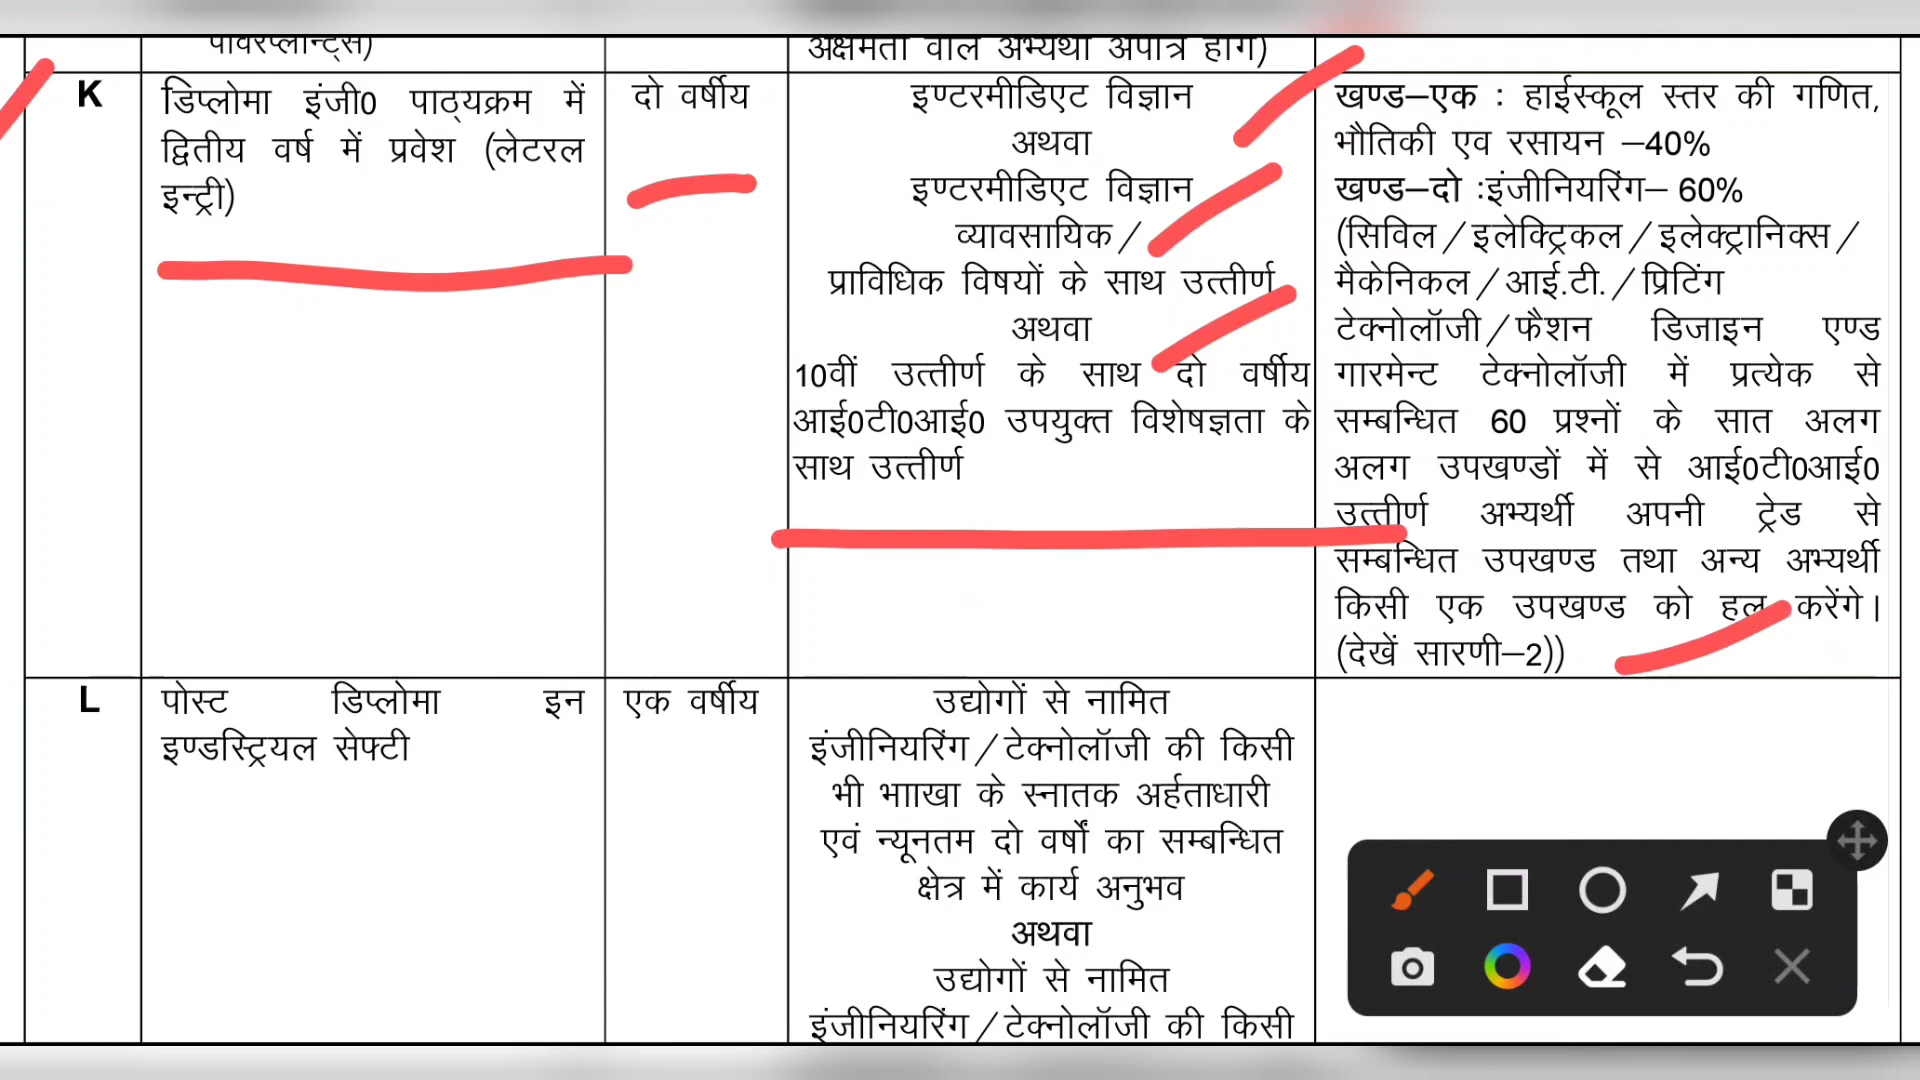 पावरप्लान्ट्स)
अक्षमता वाले अभ्यर्थी अपात्र होंगे)
K
डिप्लोमा इंजी0 पाठ्यक्रम में
द्वितीय वर्ष में प्रवेश (लेटरल
इन्ट्री)
दो वर्षीय
इण्टरमीडिएट विज्ञान
अथवा
इण्टरमीडिएट विज्ञान
व्यावसायिक/
प्राविधिक विषयों के साथ उत्तीर्ण
अथवा
10वीं उत्तीर्ण के साथ दो वर्षीय
आई0टी0आई0 उपयुक्त विशेषज्ञता के
साथ उत्तीर्ण
खण्ड–एक : हाईस्कूल स्तर की गणित,
भौतिकी एव रसायन –40%
खण्ड–दो :इंजीनियरिंग– 60%
(सिविल/इलेक्ट्रिकल/इलेक्ट्रानिक्स/
मैकेनिकल/आई.टी./प्रिटिंग
टेक्नोलॉजी/फैशन डिजाइन एण्ड
गारमेन्ट टेक्नोलॉजी में प्रत्येक से
सम्बन्धित 60 प्रश्नों के सात अलग
अलग उपखण्डों में से आई0टी0आई0
उत्तीर्ण अभ्यर्थी अपनी ट्रेड से
सम्बन्धित उपखण्ड तथा अन्य अभ्यर्थी
किसी एक उपखण्ड को हल करेंगे।
(देखें सारणी–2))
L
पोस्ट डिप्लोमा इन
इण्डस्ट्रियल सेफ्टी
एक वर्षीय
उद्योगों से नामित
इंजीनियरिंग/टेक्नोलॉजी की किसी
भी भााखा के स्नातक अर्हताधारी
एवं न्यूनतम दो वर्षों का सम्बन्धित
क्षेत्र में कार्य अनुभव
अथवा
उद्योगों से नामित
इंजीनियरिंग/टेक्नोलॉजी की किसी